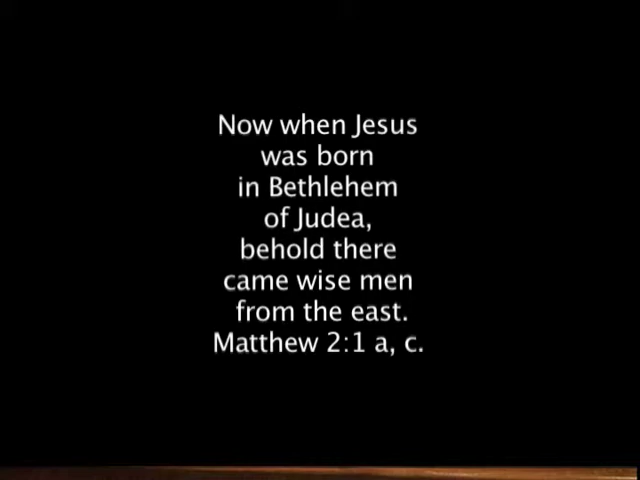 Now when Jesus
was born
in Bethlehem
of Judea,
behold there
came wise men
from the east.
Matthew 2:1 a, c.